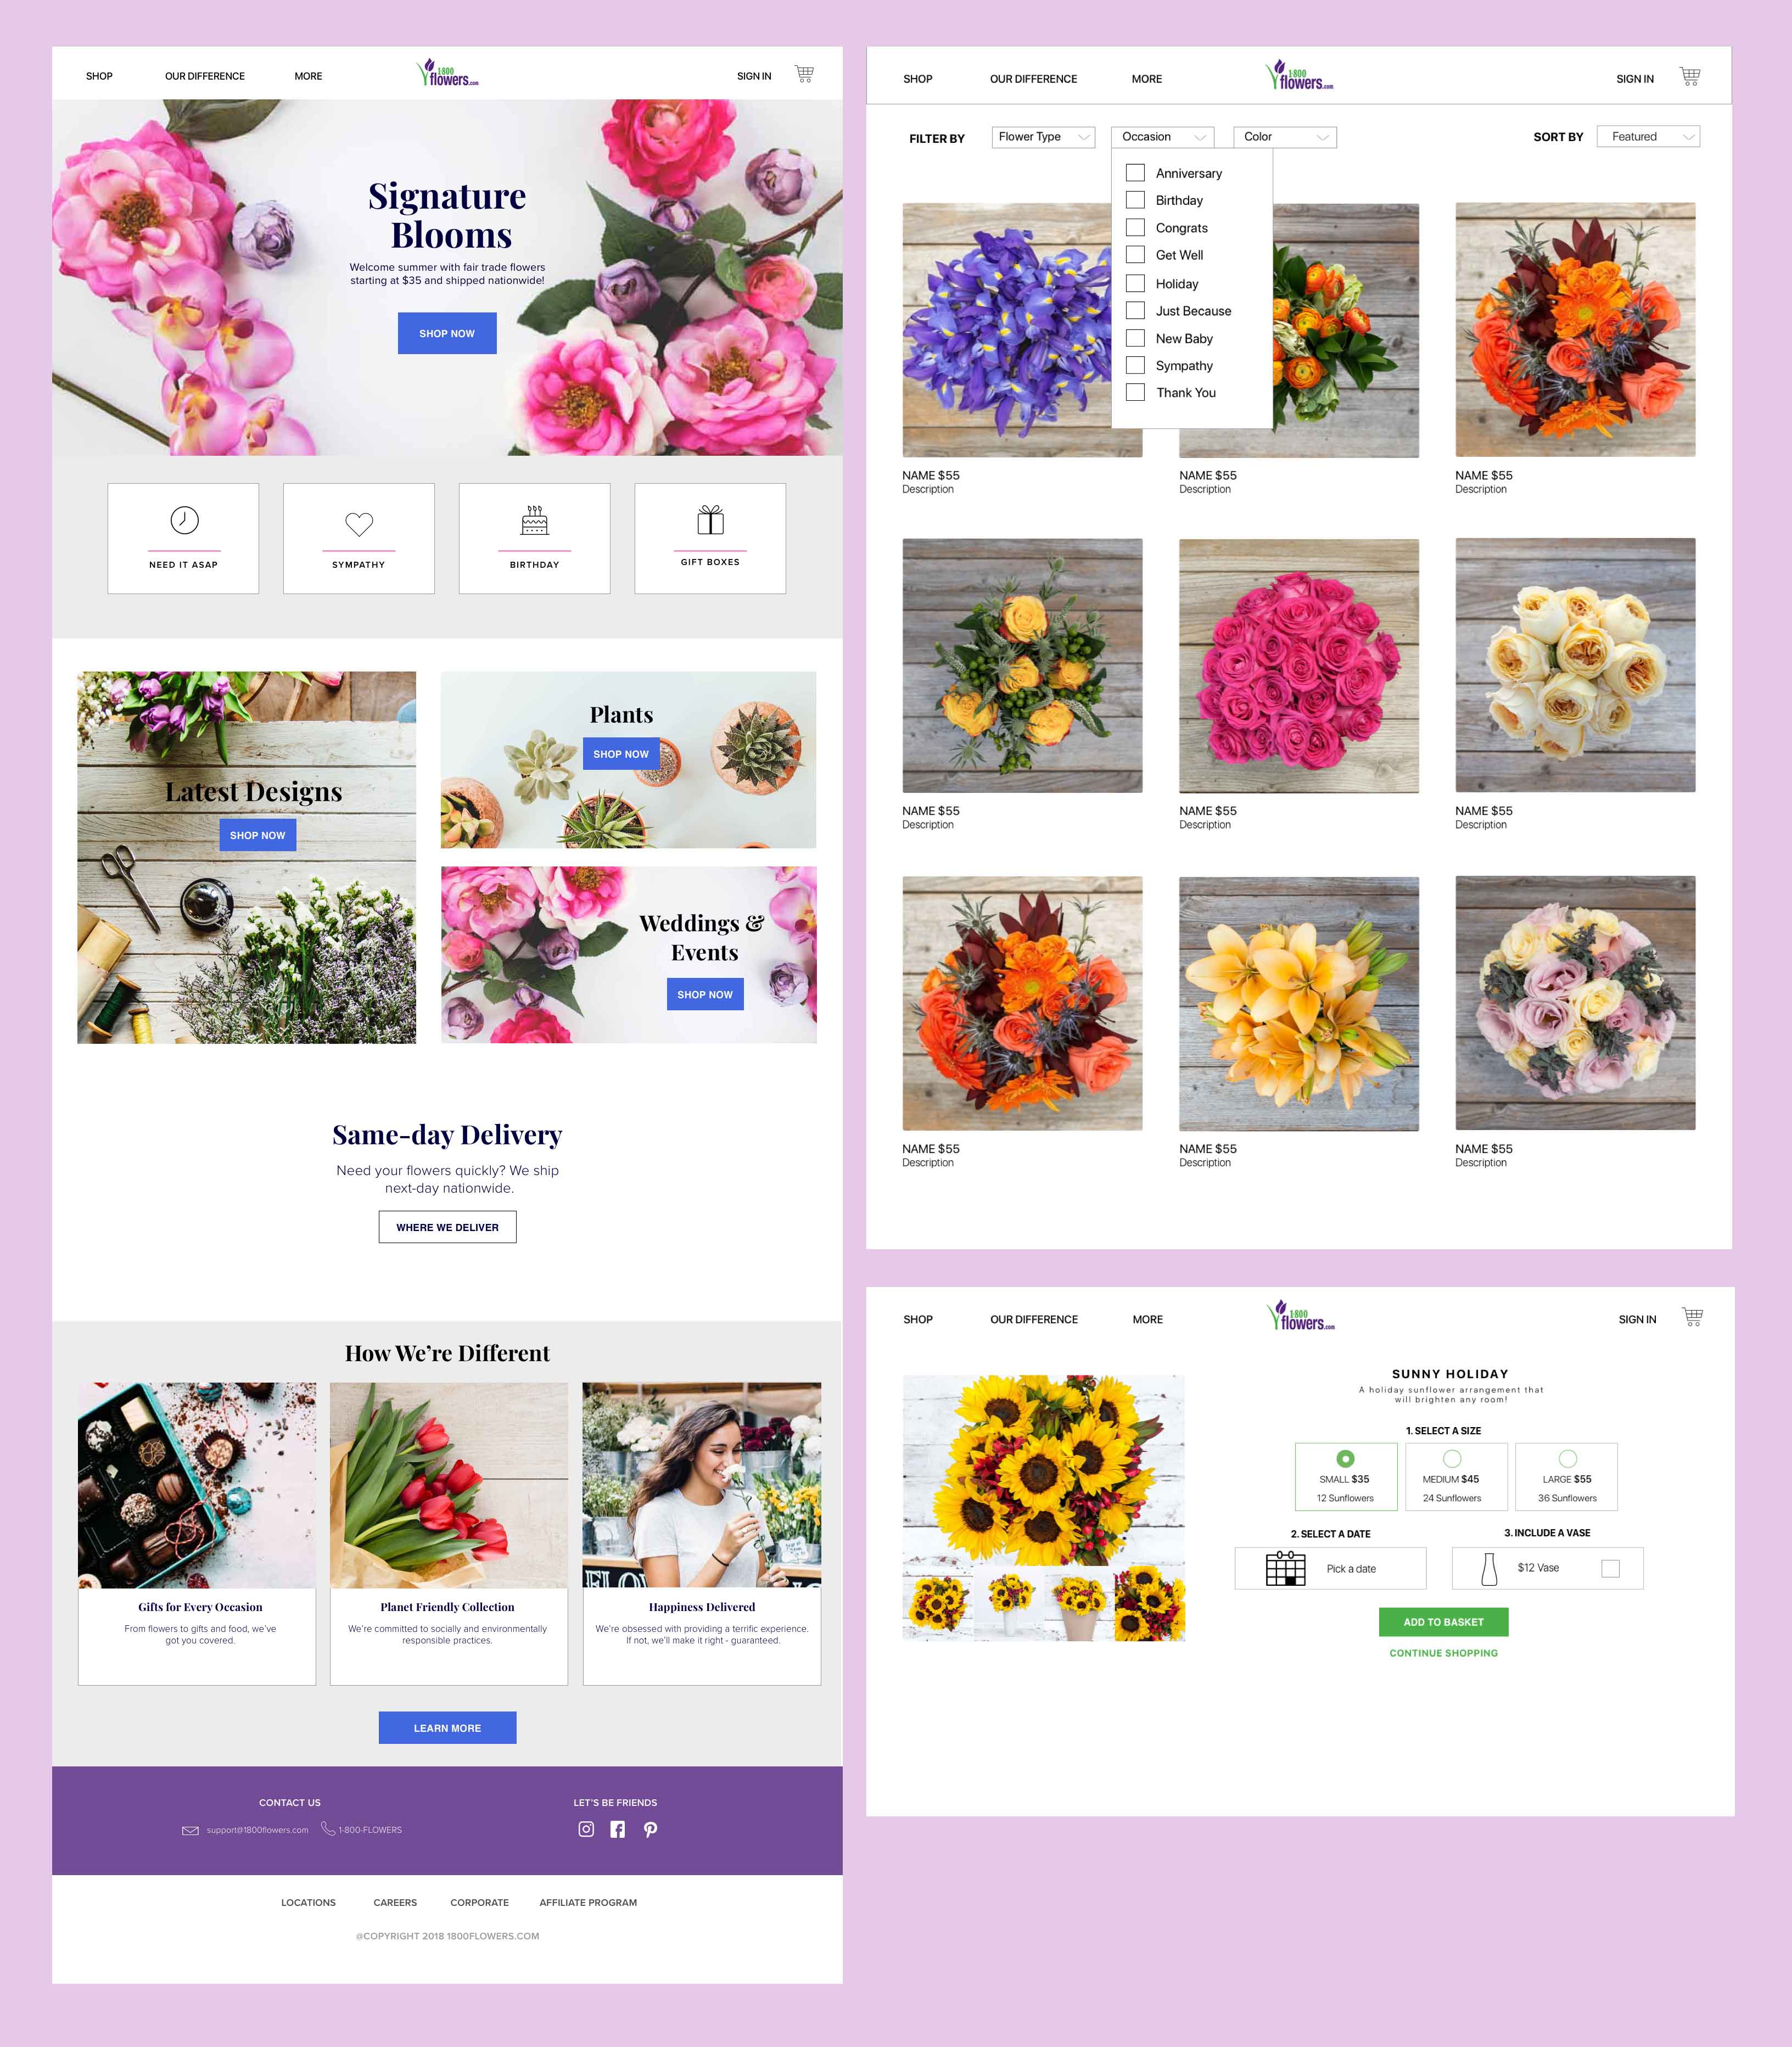 SHOP OUR DIFFERENCE MORE 1·800 flowers.com SIGN IN
Signature
Blooms
Welcome summer with fair trade flowers
starting at $35 and shipped nationwide!
SHOP NOW
NEED IT ASAP SYMPATHY BIRTHDAY GIFT BOXES
Latest Designs
SHOP NOW
Plants
SHOP NOW
Weddings &
Events
SHOP NOW
Same-day Delivery
Need your flowers quickly? We ship
next-day nationwide.
WHERE WE DELIVER
How We're Different
Gifts for Every Occasion
From flowers to gifts and food, we've
got you covered.
Planet Friendly Collection
We're committed to socially and environmentally
responsible practices.
Happiness Delivered
We're obsessed with providing a terrific experience.
If not, we'll make it right - guaranteed.
LEARN MORE
CONTACT US
support@1800flowers.com 1-800-FLOWERS
LET'S BE FRIENDS
LOCATIONS CAREERS CORPORATE AFFILIATE PROGRAM
@COPYRIGHT 2018 1800FLOWERS.COM
SHOP OUR DIFFERENCE MORE 1·800 flowers.com SIGN IN
FILTER BY Flower Type Occasion Color SORT BY Featured
Anniversary
Birthday
Congrats
Get Well
Holiday
Just Because
New Baby
Sympathy
Thank You
NAME $55 NAME $55 NAME $55
Description Description Description
NAME $55 NAME $55 NAME $55
Description Description Description
NAME $55 NAME $55 NAME $55
Description Description Description
SHOP OUR DIFFERENCE MORE 1·800 flowers.com SIGN IN
SUNNY HOLIDAY
A holiday sunflower arrangement that
will brighten any room!
1. SELECT A SIZE
SMALL $35 MEDIUM $45 LARGE $55
12 Sunflowers 24 Sunflowers 36 Sunflowers
2. SELECT A DATE 3. INCLUDE A VASE
Pick a date $12 Vase
ADD TO BASKET
CONTINUE SHOPPING